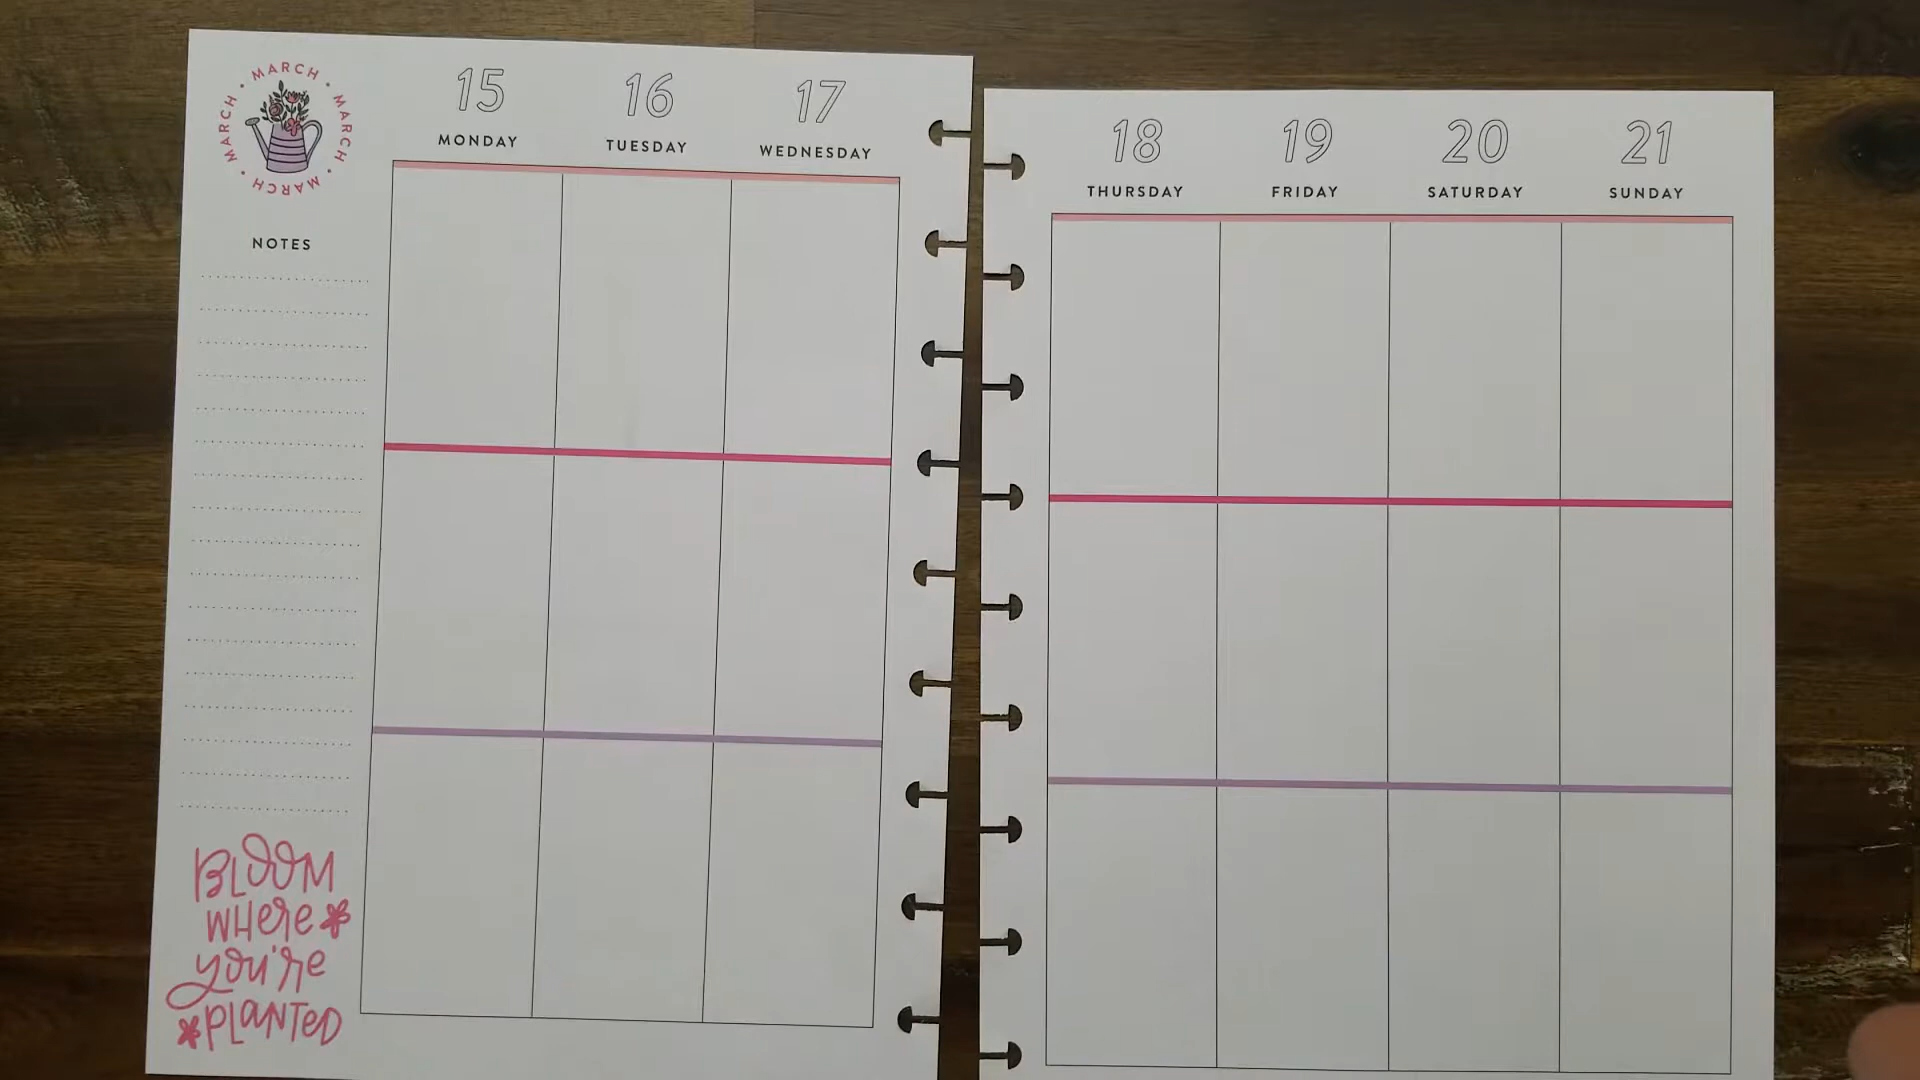 MARCH • MARCH • MARCH • MARCH •
15 16 17
MONDAY TUESDAY WEDNESDAY
NOTES
BLOOM
WHERE
YOU'RE
PLANTED
18 19 20 21
THURSDAY FRIDAY SATURDAY SUNDAY